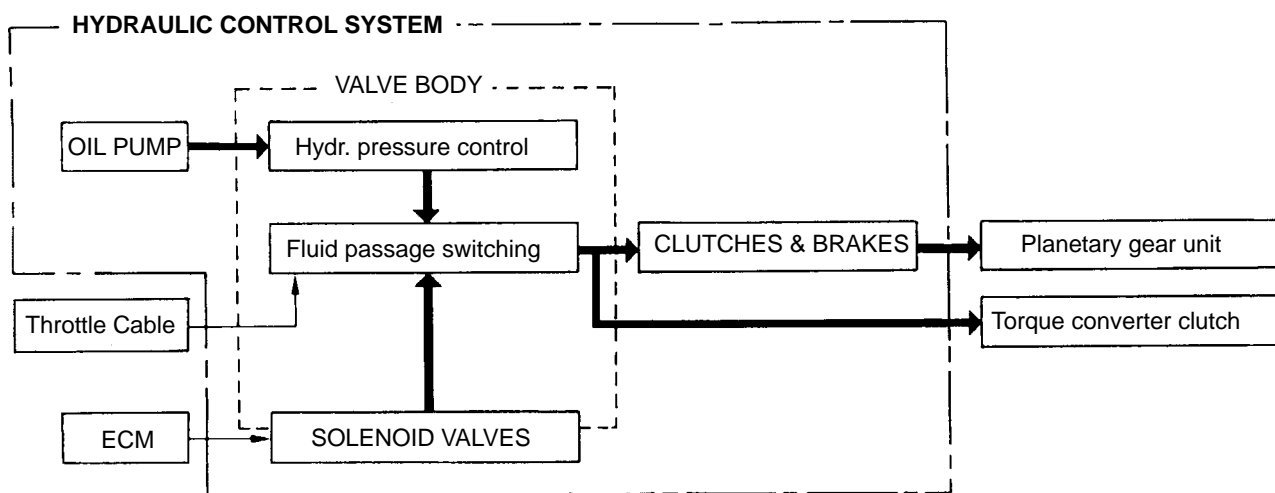 HYDRAULIC CONTROL SYSTEM
VALVE BODY
OIL PUMP
Hydr. pressure control
Fluid passage switching
CLUTCHES & BRAKES
Planetary gear unit
Throttle Cable
Torque converter clutch
ECM
SOLENOID VALVES